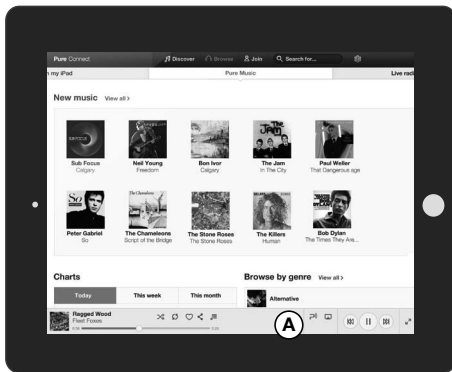 Pure Connect Discover Browse Join Search for...
n my iPad Pure Music Live radi
New music View all >
Sub Focus Neil Young Bon Ivor The Jam Paul Weller
Calgary Freedom Calgary In The City That Dangerous age
Peter Gabriel The Chameleons The Stone Roses The Killers Bob Dylan
So Script of the Bridge The Stone Roses Human The Times They Are...
Charts Browse by genre View all >
Today This week This month
Alternative
Ragged Wood
Fleet Foxes
A